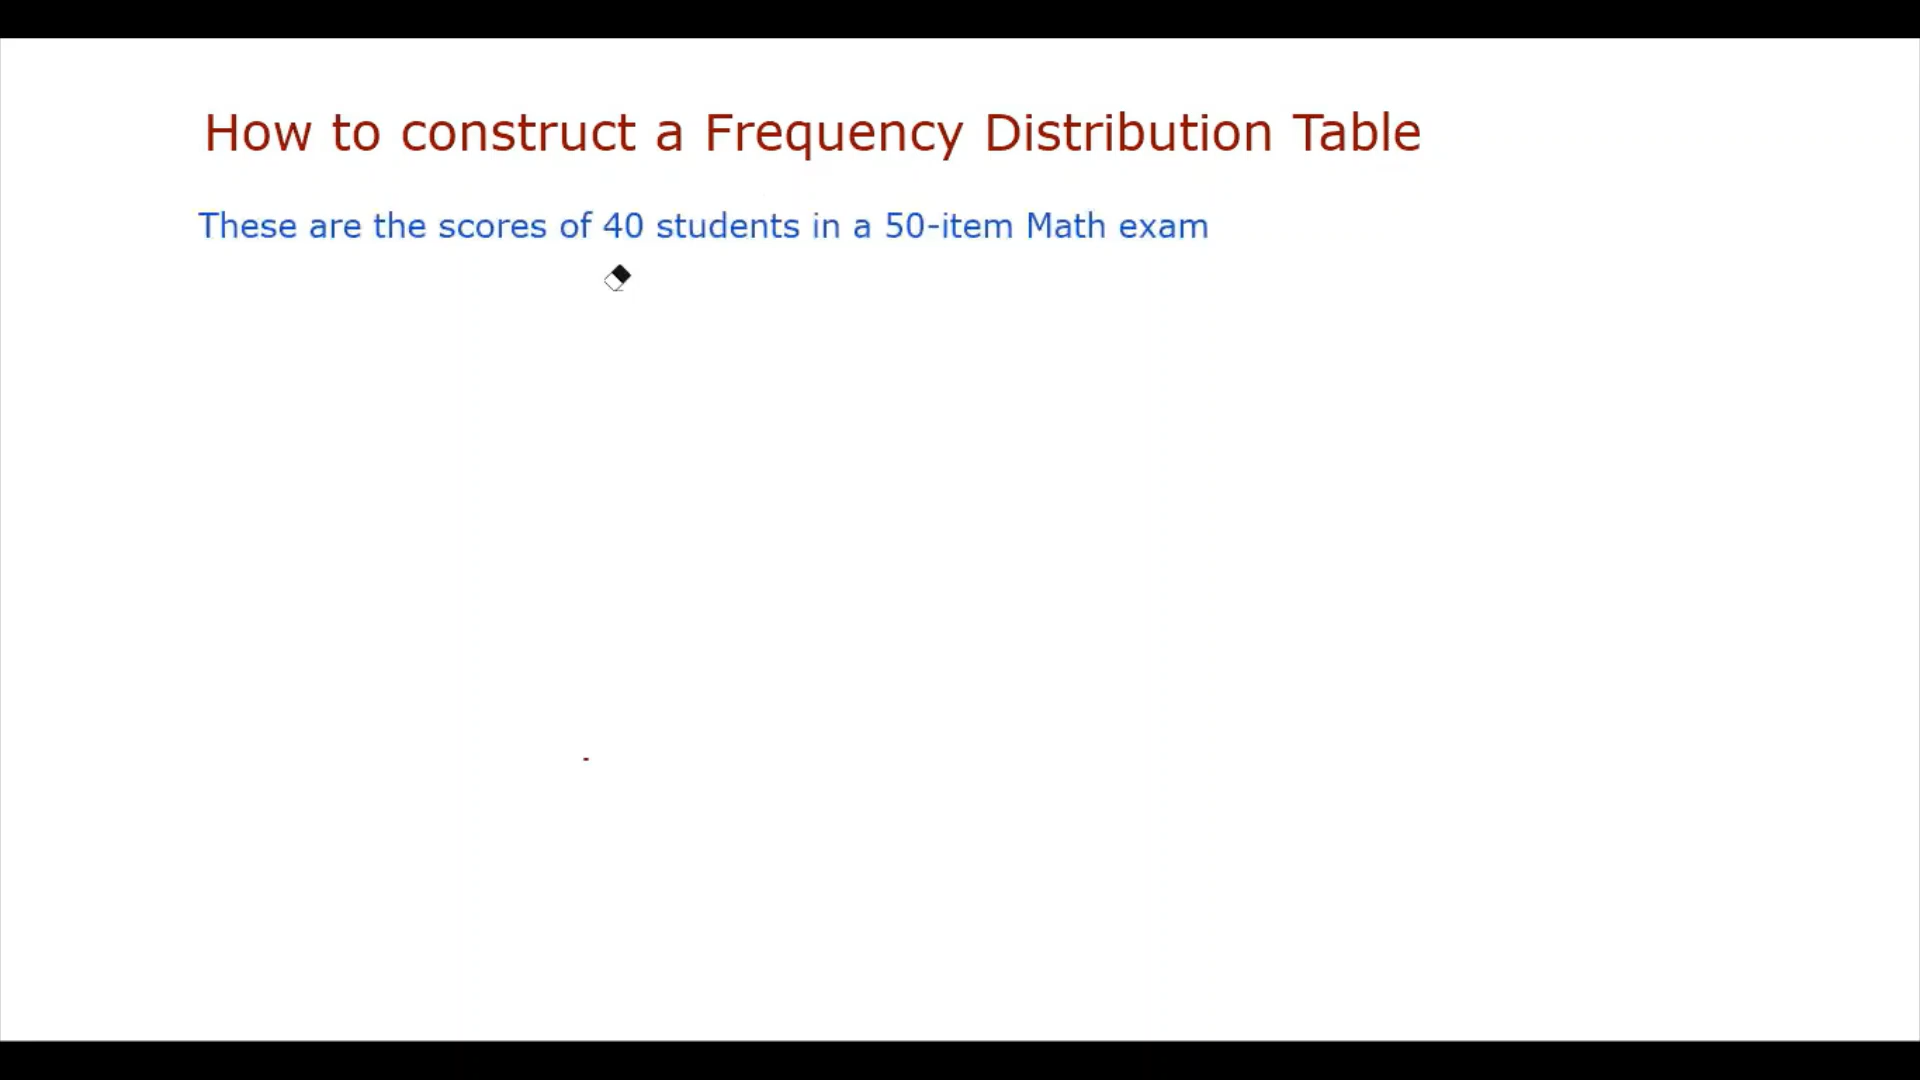 How to construct a Frequency Distribution Table
These are the scores of 40 students in a 50-item Math exam